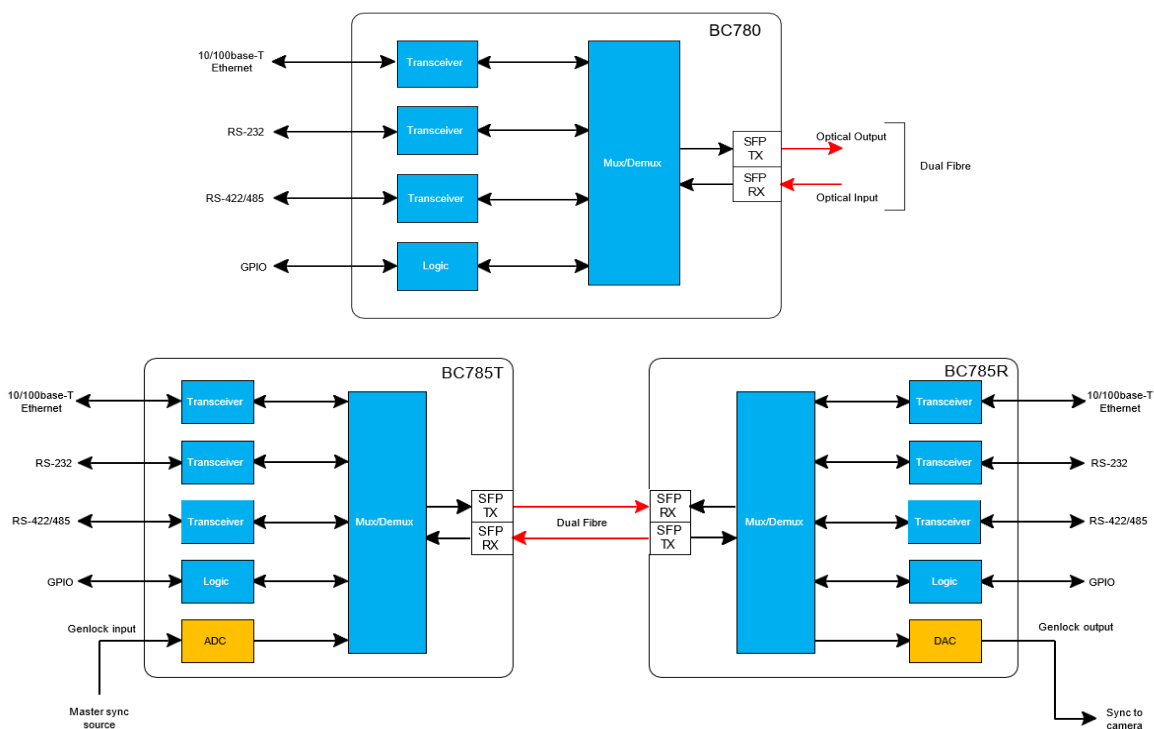 BC780
10/100base-T
Ethernet
Transceiver
RS-232
Transceiver
Mux/Demux
SFP
TX
Optical Output
Dual Fibre
SFP
RX
Optical Input
RS-422/485
Transceiver
GPIO
Logic
BC785T
10/100base-T
Ethernet
Transceiver
RS-232
Transceiver
RS-422/485
Transceiver
Mux/Demux
SFP
TX
SFP
RX
GPIO
Logic
Genlock input
ADC
Master sync
source
Dual Fibre
BC785R
SFP
RX
SFP
TX
Mux/Demux
Transceiver
10/100base-T
Ethernet
Transceiver
RS-232
Transceiver
RS-422/485
Logic
GPIO
DAC
Genlock output
Sync to
camera